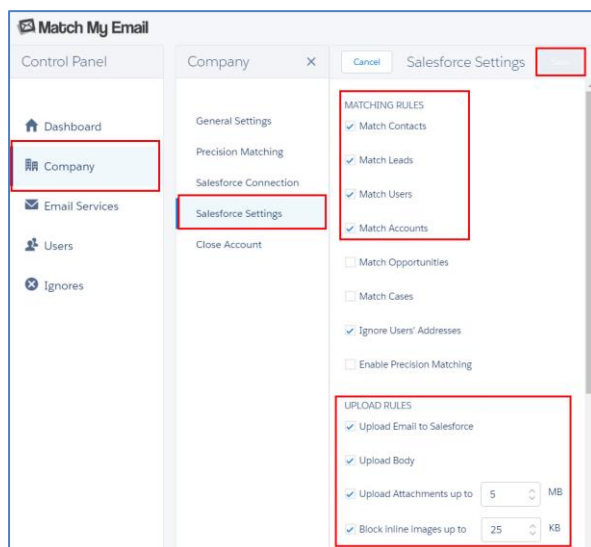 Match My Email
Control Panel
Company
Cancel
Salesforce Settings
Save
Dashboard
Company
Email Services
Users
Ignores
General Settings
Precision Matching
Salesforce Connection
Salesforce Settings
Close Account
MATCHING RULES
Match Contacts
Match Leads
Match Users
Match Accounts
Match Opportunities
Match Cases
Ignore Users' Addresses
Enable Precision Matching
UPLOAD RULES
Upload Email to Salesforce
Upload Body
Upload Attachments up to 5 MB
Block inline images up to 25 KB